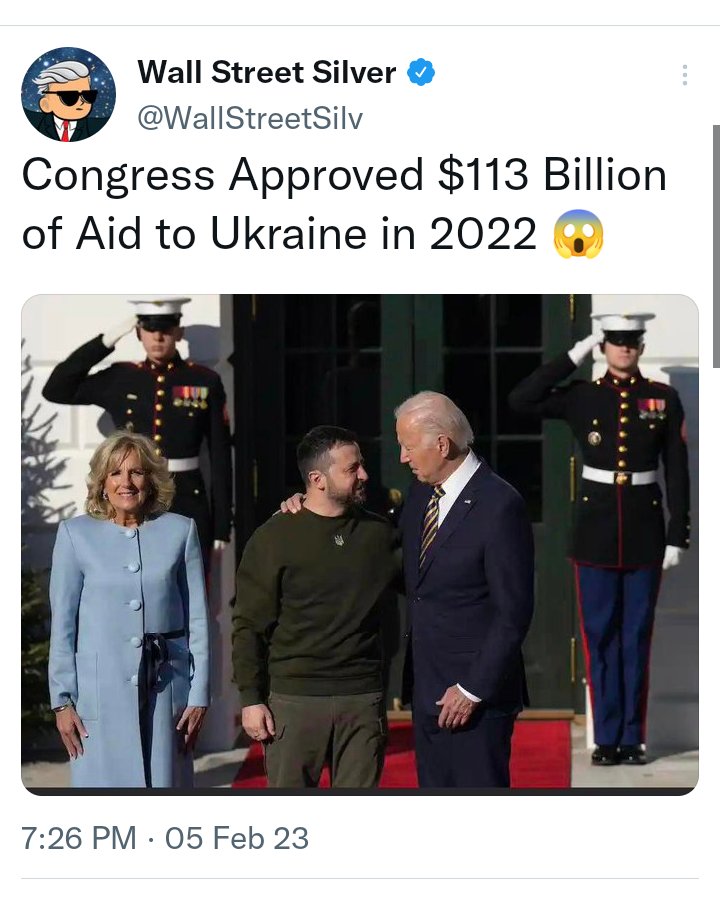 Wall Street Silver
@WallStreetSilv
Congress Approved $113 Billion
of Aid to Ukraine in 2022 😱
7:26 PM · 05 Feb 23